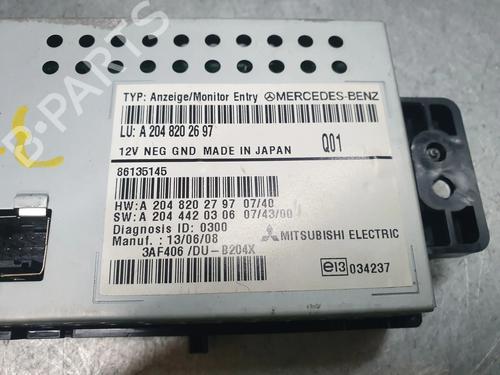 TYP: Anzeige/Monitor Entry MERCEDES-BENZ
LU: A 204 820 26 97
12V NEG GND MADE IN JAPAN Q01
86135145
HW: A 204 820 27 97 07/40
SW: A 204 442 03 06 07/43/00
Diagnosis ID: 0300
Manuf. : 13/06/08 MITSUBISHI ELECTRIC
3AF406 /DU-B204X
e13 034237